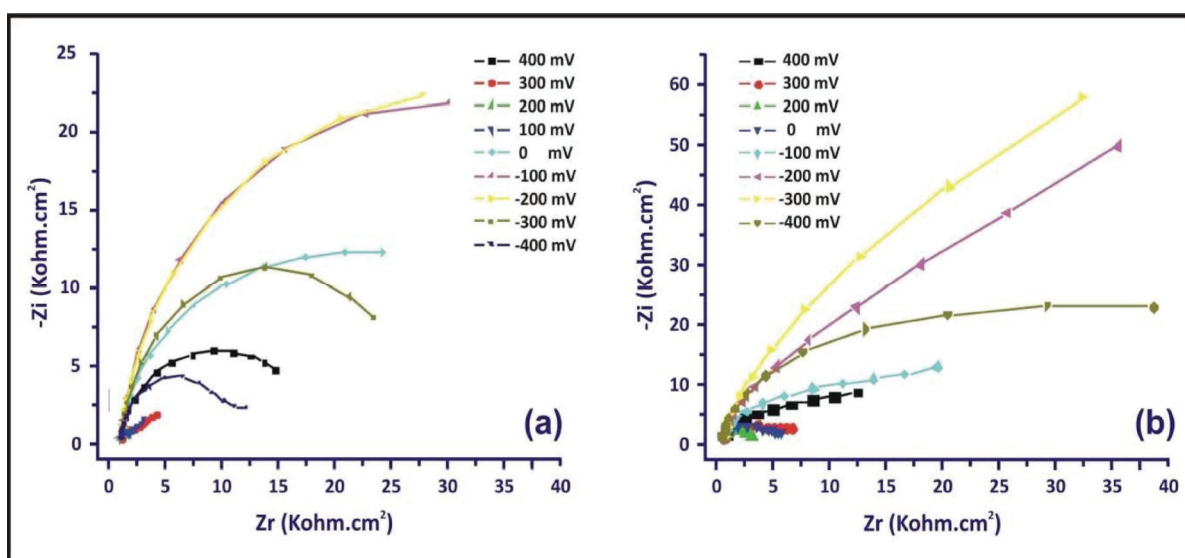 25
20
15
10
5
0
-Zi (Kohm.cm²)
0 5 10 15 20 25 30 35 40
Zr (Kohm.cm²)
400 mV
300 mV
200 mV
100 mV
0 mV
-100 mV
-200 mV
-300 mV
-400 mV
(a)
60
50
40
30
20
10
0
-Zi (Kohm.cm²)
0 5 10 15 20 25 30 35 40
Zr (Kohm.cm²)
400 mV
300 mV
200 mV
0 mV
-100 mV
-200 mV
-300 mV
-400 mV
(b)